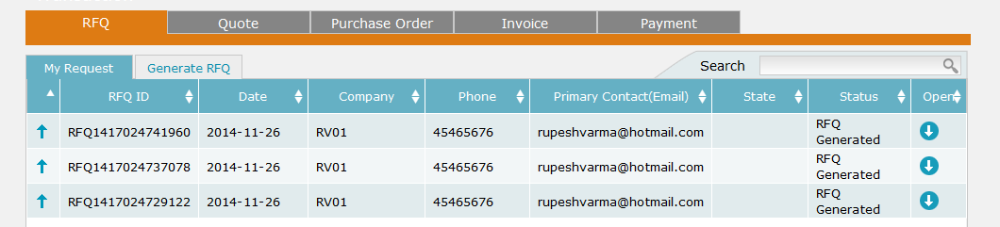 RFQ Quote Purchase Order Invoice Payment
My Request Generate RFQ Search
RFQ ID Date Company Phone Primary Contact(Email) State Status Open
RFQ1417024741960 2014-11-26 RV01 45465676 rupeshvarma@hotmail.com RFQ
Generated
RFQ1417024737078 2014-11-26 RV01 45465676 rupeshvarma@hotmail.com RFQ
Generated
RFQ1417024729122 2014-11-26 RV01 45465676 rupeshvarma@hotmail.com RFQ
Generated